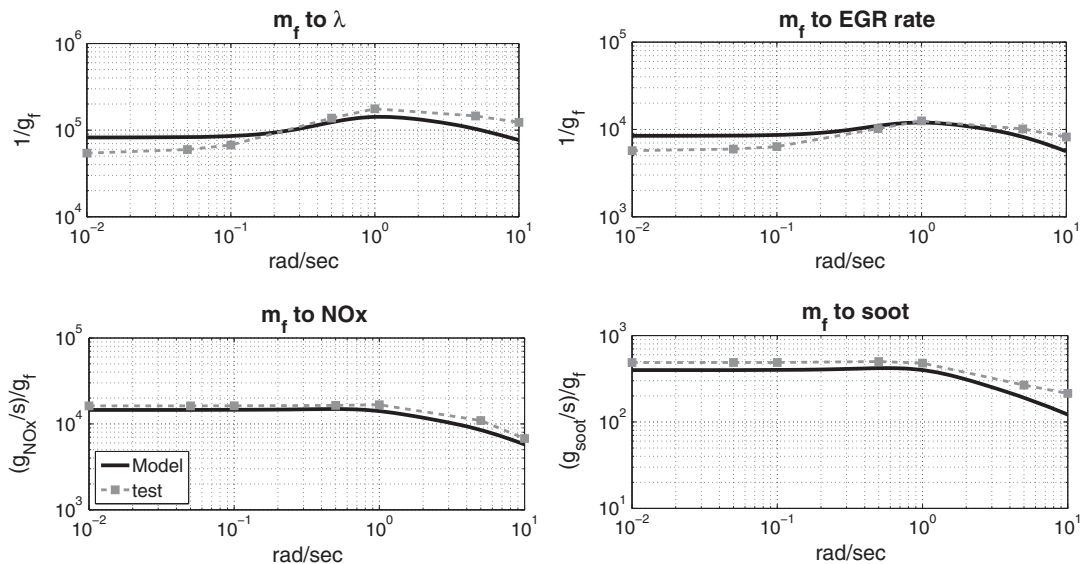 m_f to λ
10^6
10^5
10^4
1/g_f
10^-2
10^-1
10^0
10^1
rad/sec
m_f to EGR rate
10^5
10^4
10^3
1/g_f
10^-2
10^-1
10^0
10^1
rad/sec
m_f to NOx
10^5
10^4
10^3
(g_NOx/s)/g_f
Model
test
10^-2
10^-1
10^0
10^1
rad/sec
m_f to soot
10^3
10^2
10^1
(g_soot/s)/g_f
10^-2
10^-1
10^0
10^1
rad/sec